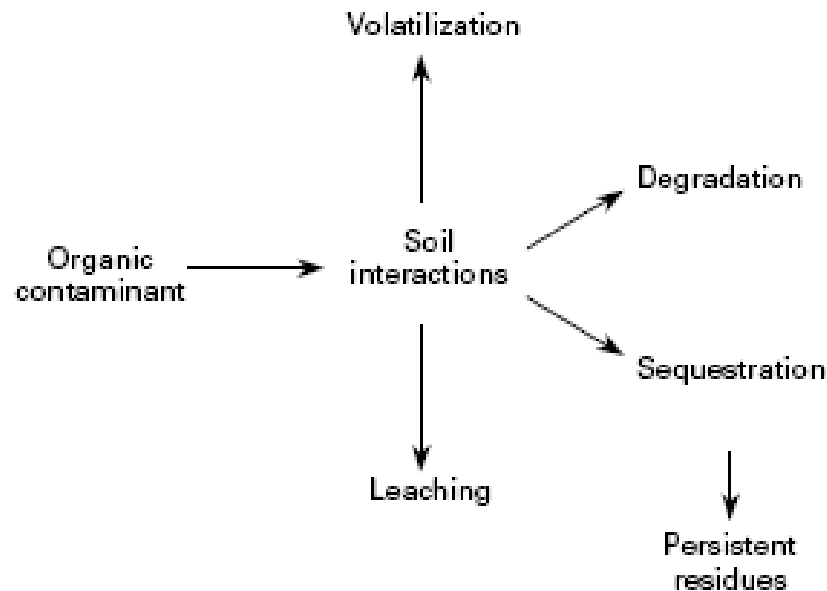 Volatilization
Degradation
Organic
contaminant
Soil
interactions
Sequestration
Leaching
Persistent
residues